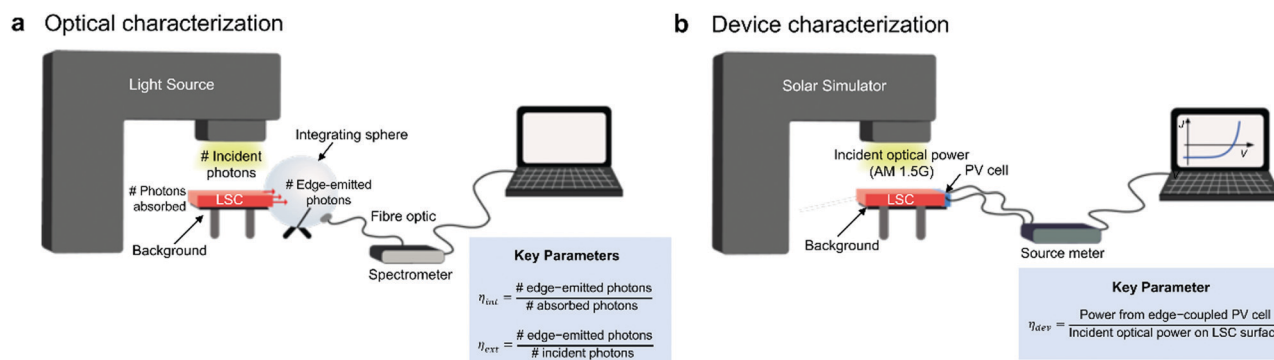 a Optical characterization
Light Source
Integrating sphere
# Incident
photons
# Photons
absorbed
LSC
# Edge-emitted
photons
Background
Fibre optic
Spectrometer
Key Parameters
η_int = # edge-emitted photons / # absorbed photons
η_ext = # edge-emitted photons / # incident photons
b Device characterization
Solar Simulator
Incident optical power
(AM 1.5G)
PV cell
LSC
Background
Source meter
J
V
Key Parameter
η_dev = Power from edge-coupled PV cell / Incident optical power on LSC surfac